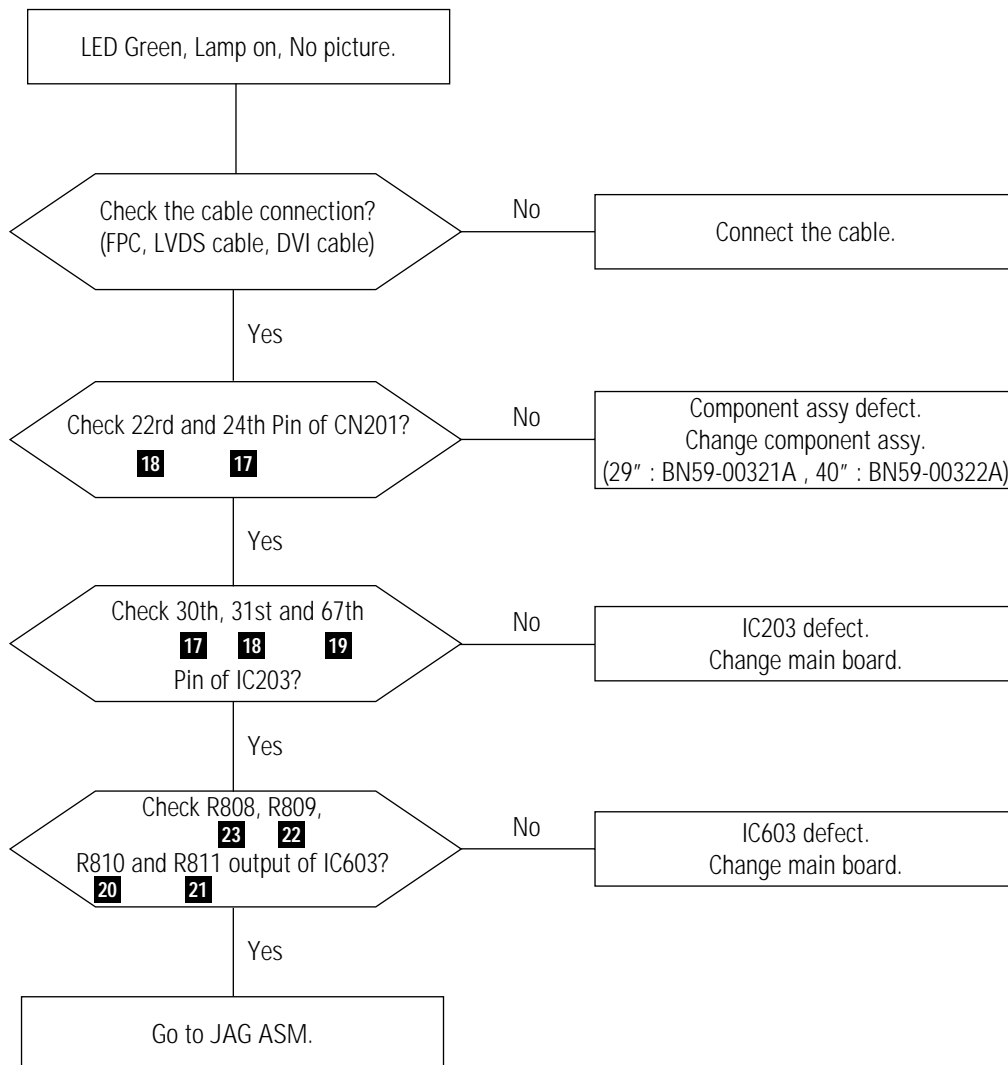 LED Green, Lamp on, No picture.
Check the cable connection?
(FPC, LVDS cable, DVI cable)
No
Connect the cable.
Yes
Check 22rd and 24th Pin of CN201?
18 17
No
Component assy defect.
Change component assy.
(29″ : BN59-00321A , 40″ : BN59-00322A)
Yes
Check 30th, 31st and 67th
17 18 19
Pin of IC203?
No
IC203 defect.
Change main board.
Yes
Check R808, R809,
23 22
R810 and R811 output of IC603?
20 21
No
IC603 defect.
Change main board.
Yes
Go to JAG ASM.